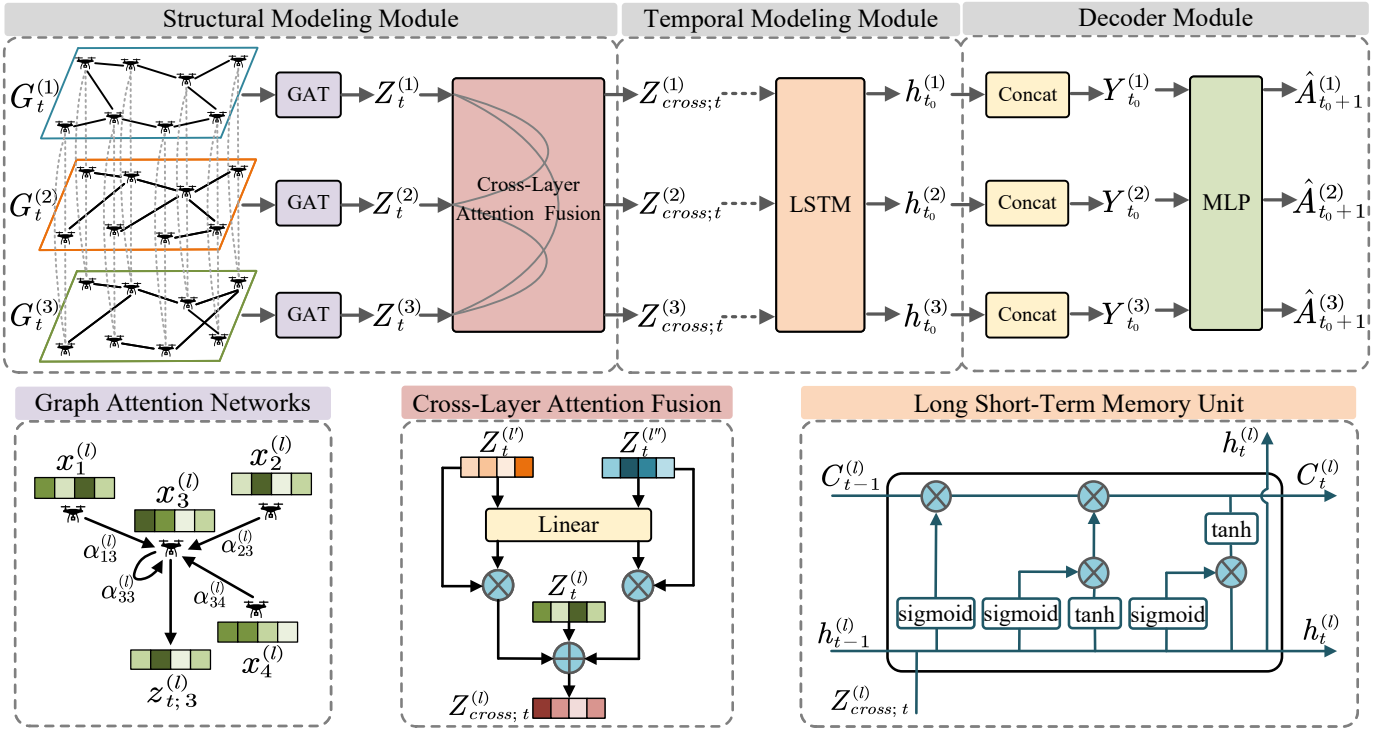 Structural Modeling Module
Temporal Modeling Module
Decoder Module
G_t^{(1)} GAT Z_t^{(1)} Z_{cross;t}^{(1)} h_{t_0}^{(1)} Concat Y_{t_0}^{(1)} Â_{t_0+1}^{(1)}
G_t^{(2)} GAT Z_t^{(2)} Cross-Layer
Attention Fusion Z_{cross;t}^{(2)} LSTM h_{t_0}^{(2)} Concat Y_{t_0}^{(2)} MLP Â_{t_0+1}^{(2)}
G_t^{(3)} GAT Z_t^{(3)} Z_{cross;t}^{(3)} h_{t_0}^{(3)} Concat Y_{t_0}^{(3)} Â_{t_0+1}^{(3)}
Graph Attention Networks
x_1^{(l)} x_2^{(l)}
x_3^{(l)}
α_{13}^{(l)} α_{23}^{(l)}
α_{33}^{(l)} α_{34}^{(l)}
x_4^{(l)}
z_{t;3}^{(l)}
Cross-Layer Attention Fusion
Z_t^{(l')} Z_t^{(l'')}
Linear
Z_t^{(l)}
Z_{cross;t}^{(l)}
Long Short-Term Memory Unit
h_t^{(l)}
C_{t-1}^{(l)} C_t^{(l)}
tanh
sigmoid sigmoid tanh sigmoid
h_{t-1}^{(l)} h_t^{(l)}
Z_{cross;t}^{(l)}